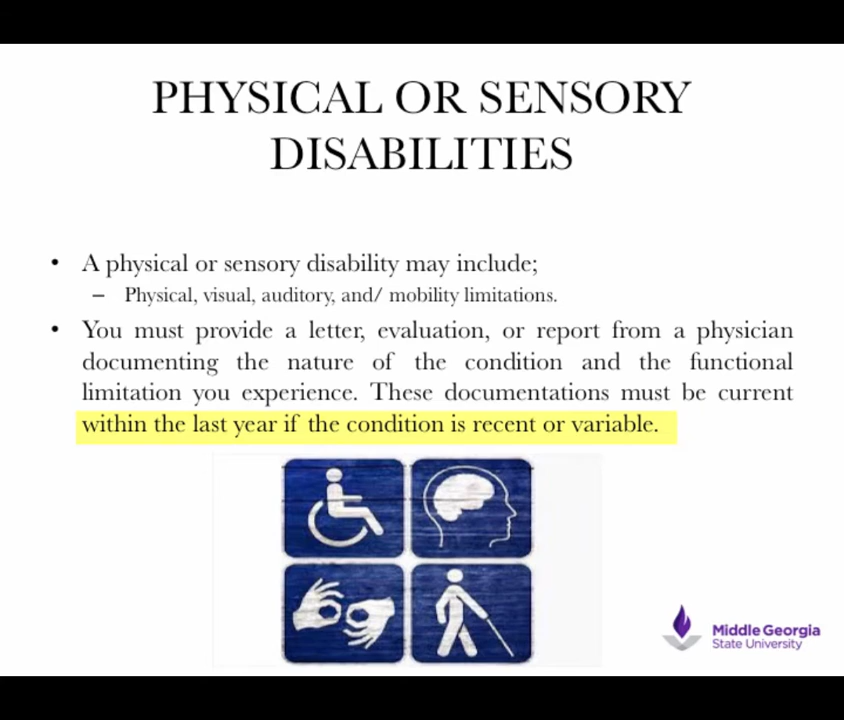 PHYSICAL OR SENSORY
DISABILITIES
• A physical or sensory disability may include;
– Physical, visual, auditory, and/ mobility limitations.
• You must provide a letter, evaluation, or report from a physician
documenting the nature of the condition and the functional
limitation you experience. These documentations must be current
within the last year if the condition is recent or variable.
Middle Georgia
State University